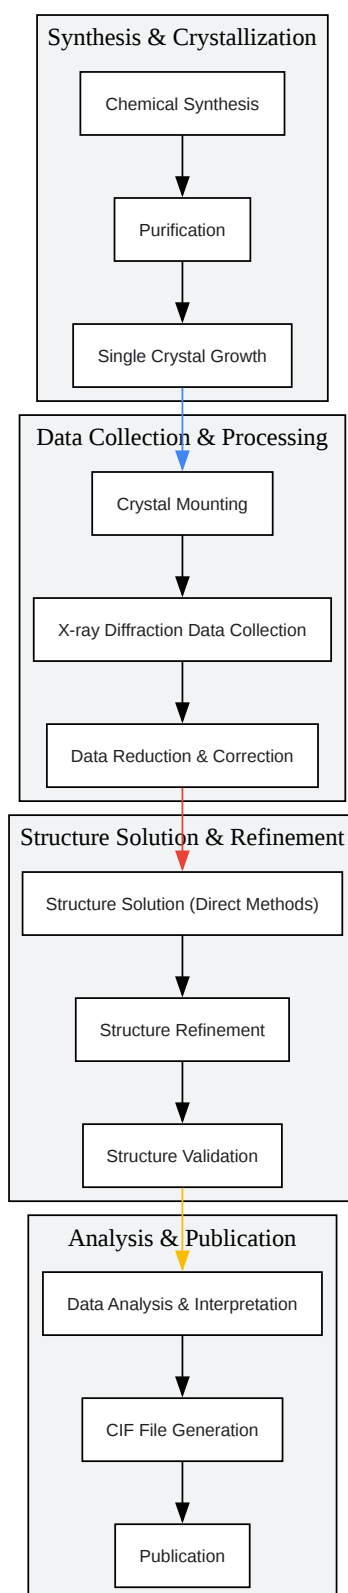 Synthesis & Crystallization
Chemical Synthesis
Purification
Single Crystal Growth
Data Collection & Processing
Crystal Mounting
X-ray Diffraction Data Collection
Data Reduction & Correction
Structure Solution & Refinement
Structure Solution (Direct Methods)
Structure Refinement
Structure Validation
Analysis & Publication
Data Analysis & Interpretation
CIF File Generation
Publication